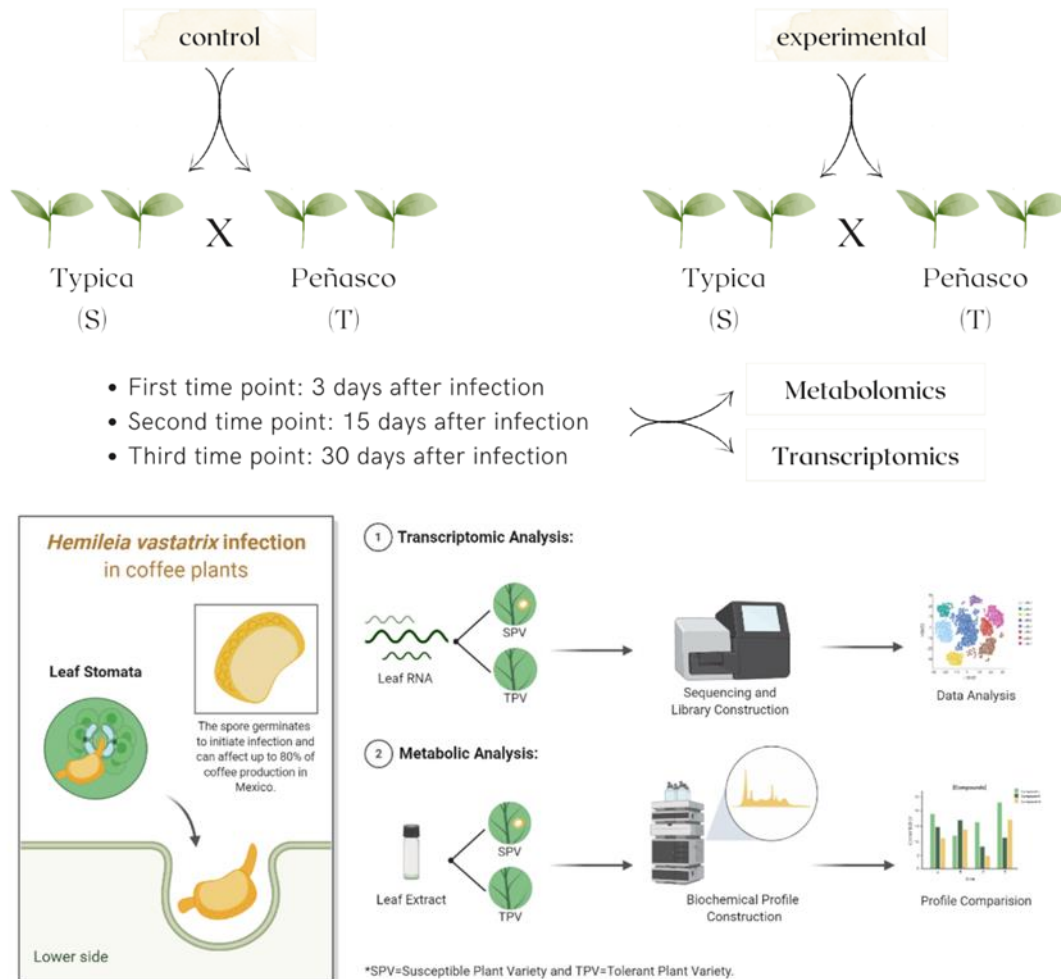 control
experimental
X
X
Typica
Peñasco
Typica
Peñasco
(S)
(T)
(S)
(T)
• First time point: 3 days after infection
• Second time point: 15 days after infection
• Third time point: 30 days after infection
Metabolomics
Transcriptomics
Hemileia vastatrix infection
in coffee plants
Leaf Stomata
The spore germinates
to initiate infection and
can affect up to 80% of
coffee production in
Mexico.
Lower side
1 Transcriptomic Analysis:
Leaf RNA
SPV
TPV
Sequencing and
Library Construction
Data Analysis
2 Metabolic Analysis:
Leaf Extract
SPV
TPV
Biochemical Profile
Construction
[Compounds]
Profile Comparision
*SPV=Susceptible Plant Variety and TPV=Tolerant Plant Variety.